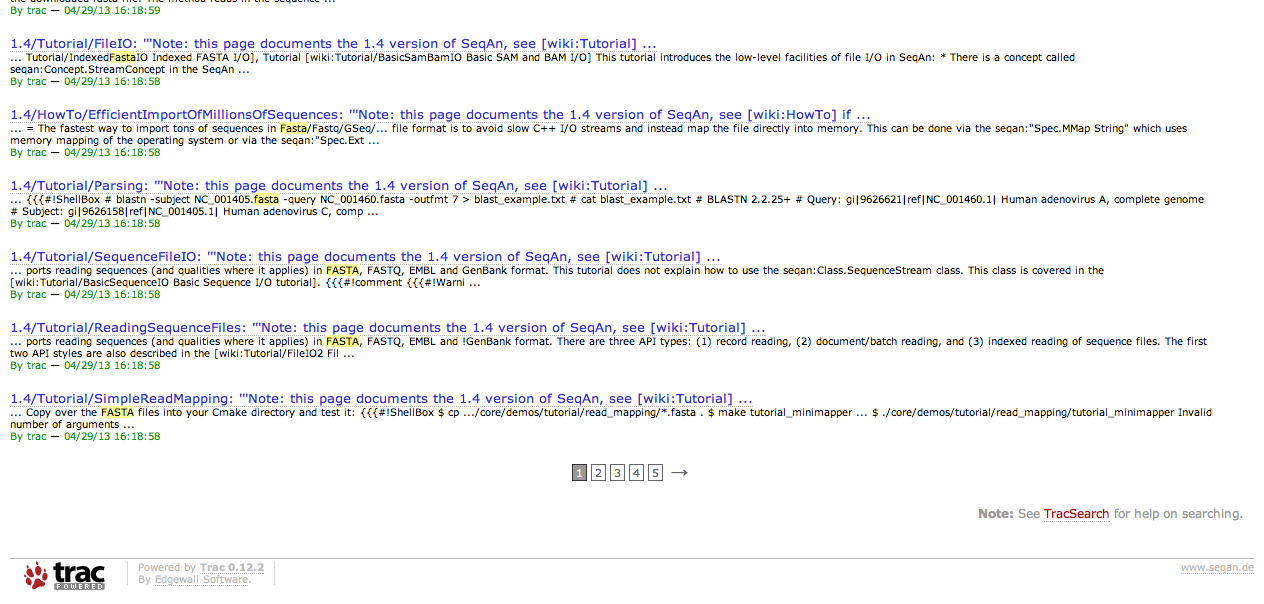 the downloaded fasta file. The method reads in the sequence ...
By trac — 04/29/13 16:18:59
1.4/Tutorial/FileIO: '''Note: this page documents the 1.4 version of SeqAn, see [wiki:Tutorial] ...
... Tutorial/IndexedFastaIO Indexed FASTA I/O], Tutorial [wiki:Tutorial/BasicSamBamIO Basic SAM and BAM I/O] This tutorial introduces the low-level facilities of file I/O in SeqAn: * There is a concept called
seqan:Concept.StreamConcept in the SeqAn ...
By trac — 04/29/13 16:18:58
1.4/HowTo/EfficientImportOfMillionsOfSequences: '''Note: this page documents the 1.4 version of SeqAn, see [wiki:HowTo] if ...
... = The fastest way to import tons of sequences in Fasta/Fastq/GSeq/... file format is to avoid slow C++ I/O streams and instead map the file directly into memory. This can be done via the seqan:"Spec.MMap String" which uses
memory mapping of the operating system or via the seqan:"Spec.Ext ...
By trac — 04/29/13 16:18:58
1.4/Tutorial/Parsing: '''Note: this page documents the 1.4 version of SeqAn, see [wiki:Tutorial] ...
... {{{#!ShellBox # blastn -subject NC_001405.fasta -query NC_001460.fasta -outfmt 7 > blast_example.txt # cat blast_example.txt # BLASTN 2.2.25+ # Query: gi|9626621|ref|NC_001460.1| Human adenovirus A, complete genome
# Subject: gi|9626158|ref|NC_001405.1| Human adenovirus C, comp ...
By trac — 04/29/13 16:18:58
1.4/Tutorial/SequenceFileIO: '''Note: this page documents the 1.4 version of SeqAn, see [wiki:Tutorial] ...
... ports reading sequences (and qualities where it applies) in FASTA, FASTQ, EMBL and GenBank format. This tutorial does not explain how to use the seqan:Class.SequenceStream class. This class is covered in the
[wiki:Tutorial/BasicSequenceIO Basic Sequence I/O tutorial]. {{{#!comment {{{#!Warni ...
By trac — 04/29/13 16:18:58
1.4/Tutorial/ReadingSequenceFiles: '''Note: this page documents the 1.4 version of SeqAn, see [wiki:Tutorial] ...
... ports reading sequences (and qualities where it applies) in FASTA, FASTQ, EMBL and !GenBank format. There are three API types: (1) record reading, (2) document/batch reading, and (3) indexed reading of sequence files. The first
two API styles are also described in the [wiki:Tutorial/FileIO2 Fil ...
By trac — 04/29/13 16:18:58
1.4/Tutorial/SimpleReadMapping: '''Note: this page documents the 1.4 version of SeqAn, see [wiki:Tutorial] ...
... Copy over the FASTA files into your Cmake directory and test it: {{{#!ShellBox $ cp .../core/demos/tutorial/read_mapping/*.fasta . $ make tutorial_minimapper ... $ ./core/demos/tutorial/read_mapping/tutorial_minimapper Invalid
number of arguments ...
By trac — 04/29/13 16:18:58
1 2 3 4 5 →
Note: See TracSearch for help on searching.
trac POWERED
Powered by Trac 0.12.2
By Edgewall Software.
www.seqan.de